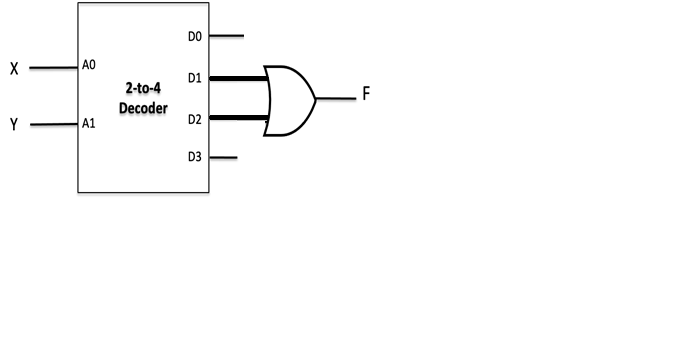 D0
X
A0
D1
2-to-4
Decoder
F
Y
A1
D2
D3